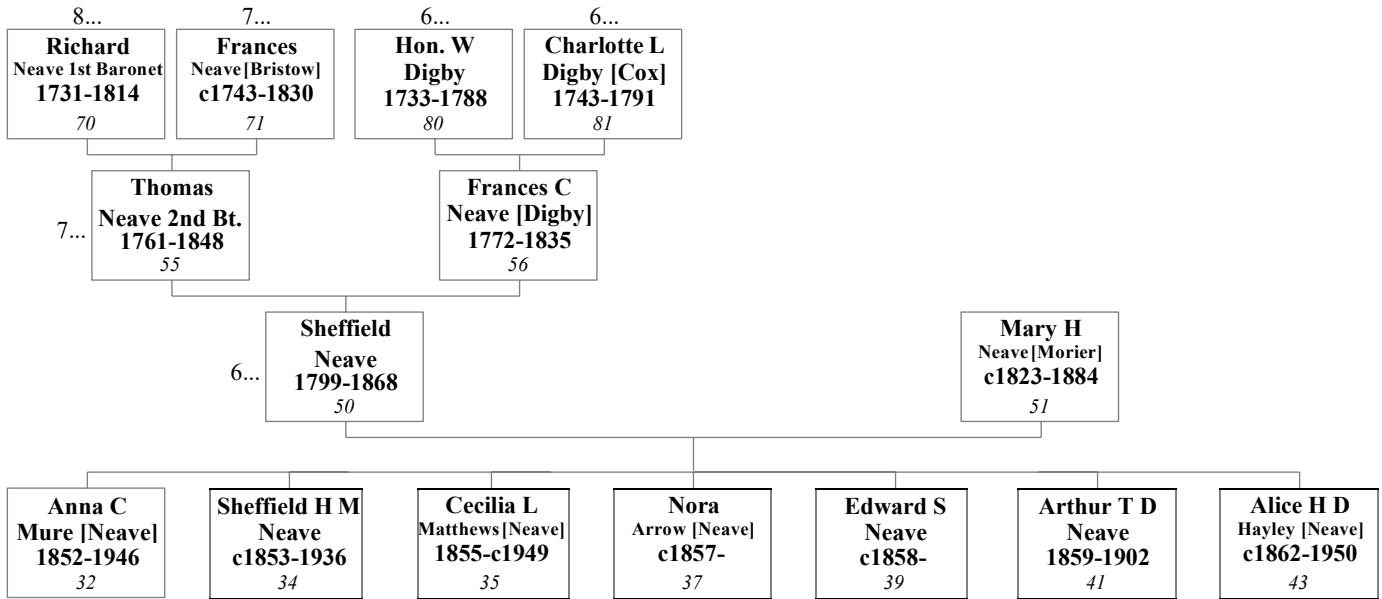 8...
7...
6...
6...
Richard
Neave 1st Baronet
1731-1814
70
Frances
Neave [Bristow]
c1743-1830
71
Hon. W
Digby
1733-1788
80
Charlotte L
Digby [Cox]
1743-1791
81
7...
Thomas
Neave 2nd Bt.
1761-1848
55
Frances C
Neave [Digby]
1772-1835
56
6...
Sheffield
Neave
1799-1868
50
Mary H
Neave [Morier]
c1823-1884
51
Anna C
Mure [Neave]
1852-1946
32
Sheffield H M
Neave
c1853-1936
34
Cecilia L
Matthews [Neave]
1855-c1949
35
Nora
Arrow [Neave]
c1857-
37
Edward S
Neave
c1858-
39
Arthur T D
Neave
1859-1902
41
Alice H D
Hayley [Neave]
c1862-1950
43